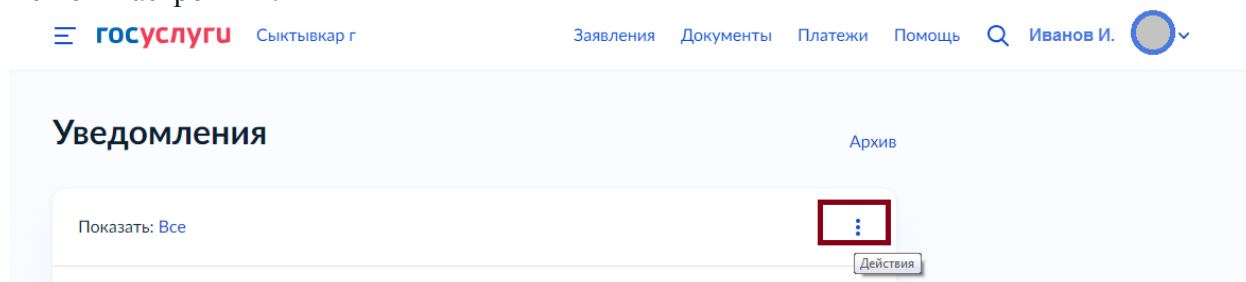 госуслуги Сыктывкар г Заявления Документы Платежи Помощь Иванов И.
Уведомления
Архив
Показать: Все
Действия